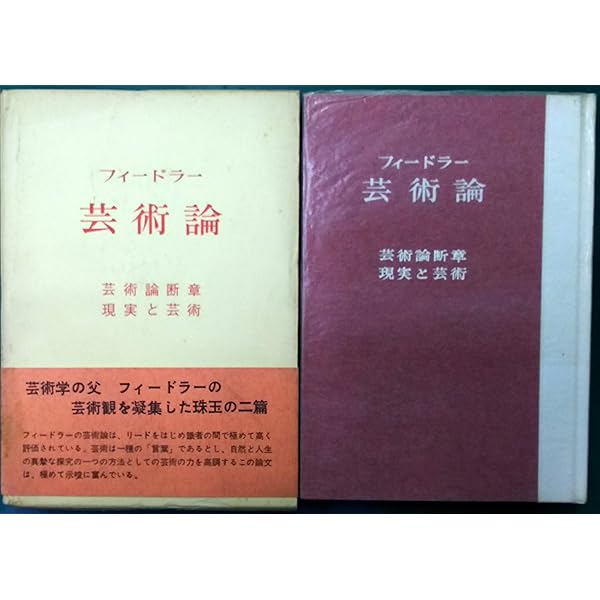 フィードラー
芸術論
芸術論断章
現実と芸術
芸術学の父 フィードラーの
芸術観を凝集した珠玉の二篇
フィードラーの芸術論は、リードをはじめ識者の間で極めて高く
評価されている。芸術は一種の「言葉」であるとし、自然と人生
の真摯な探究の一つの方法としての芸術の力を高調するこの論文
は、極めて示唆に富んでいる。
フィードラー
芸術論
芸術論断章
現実と芸術